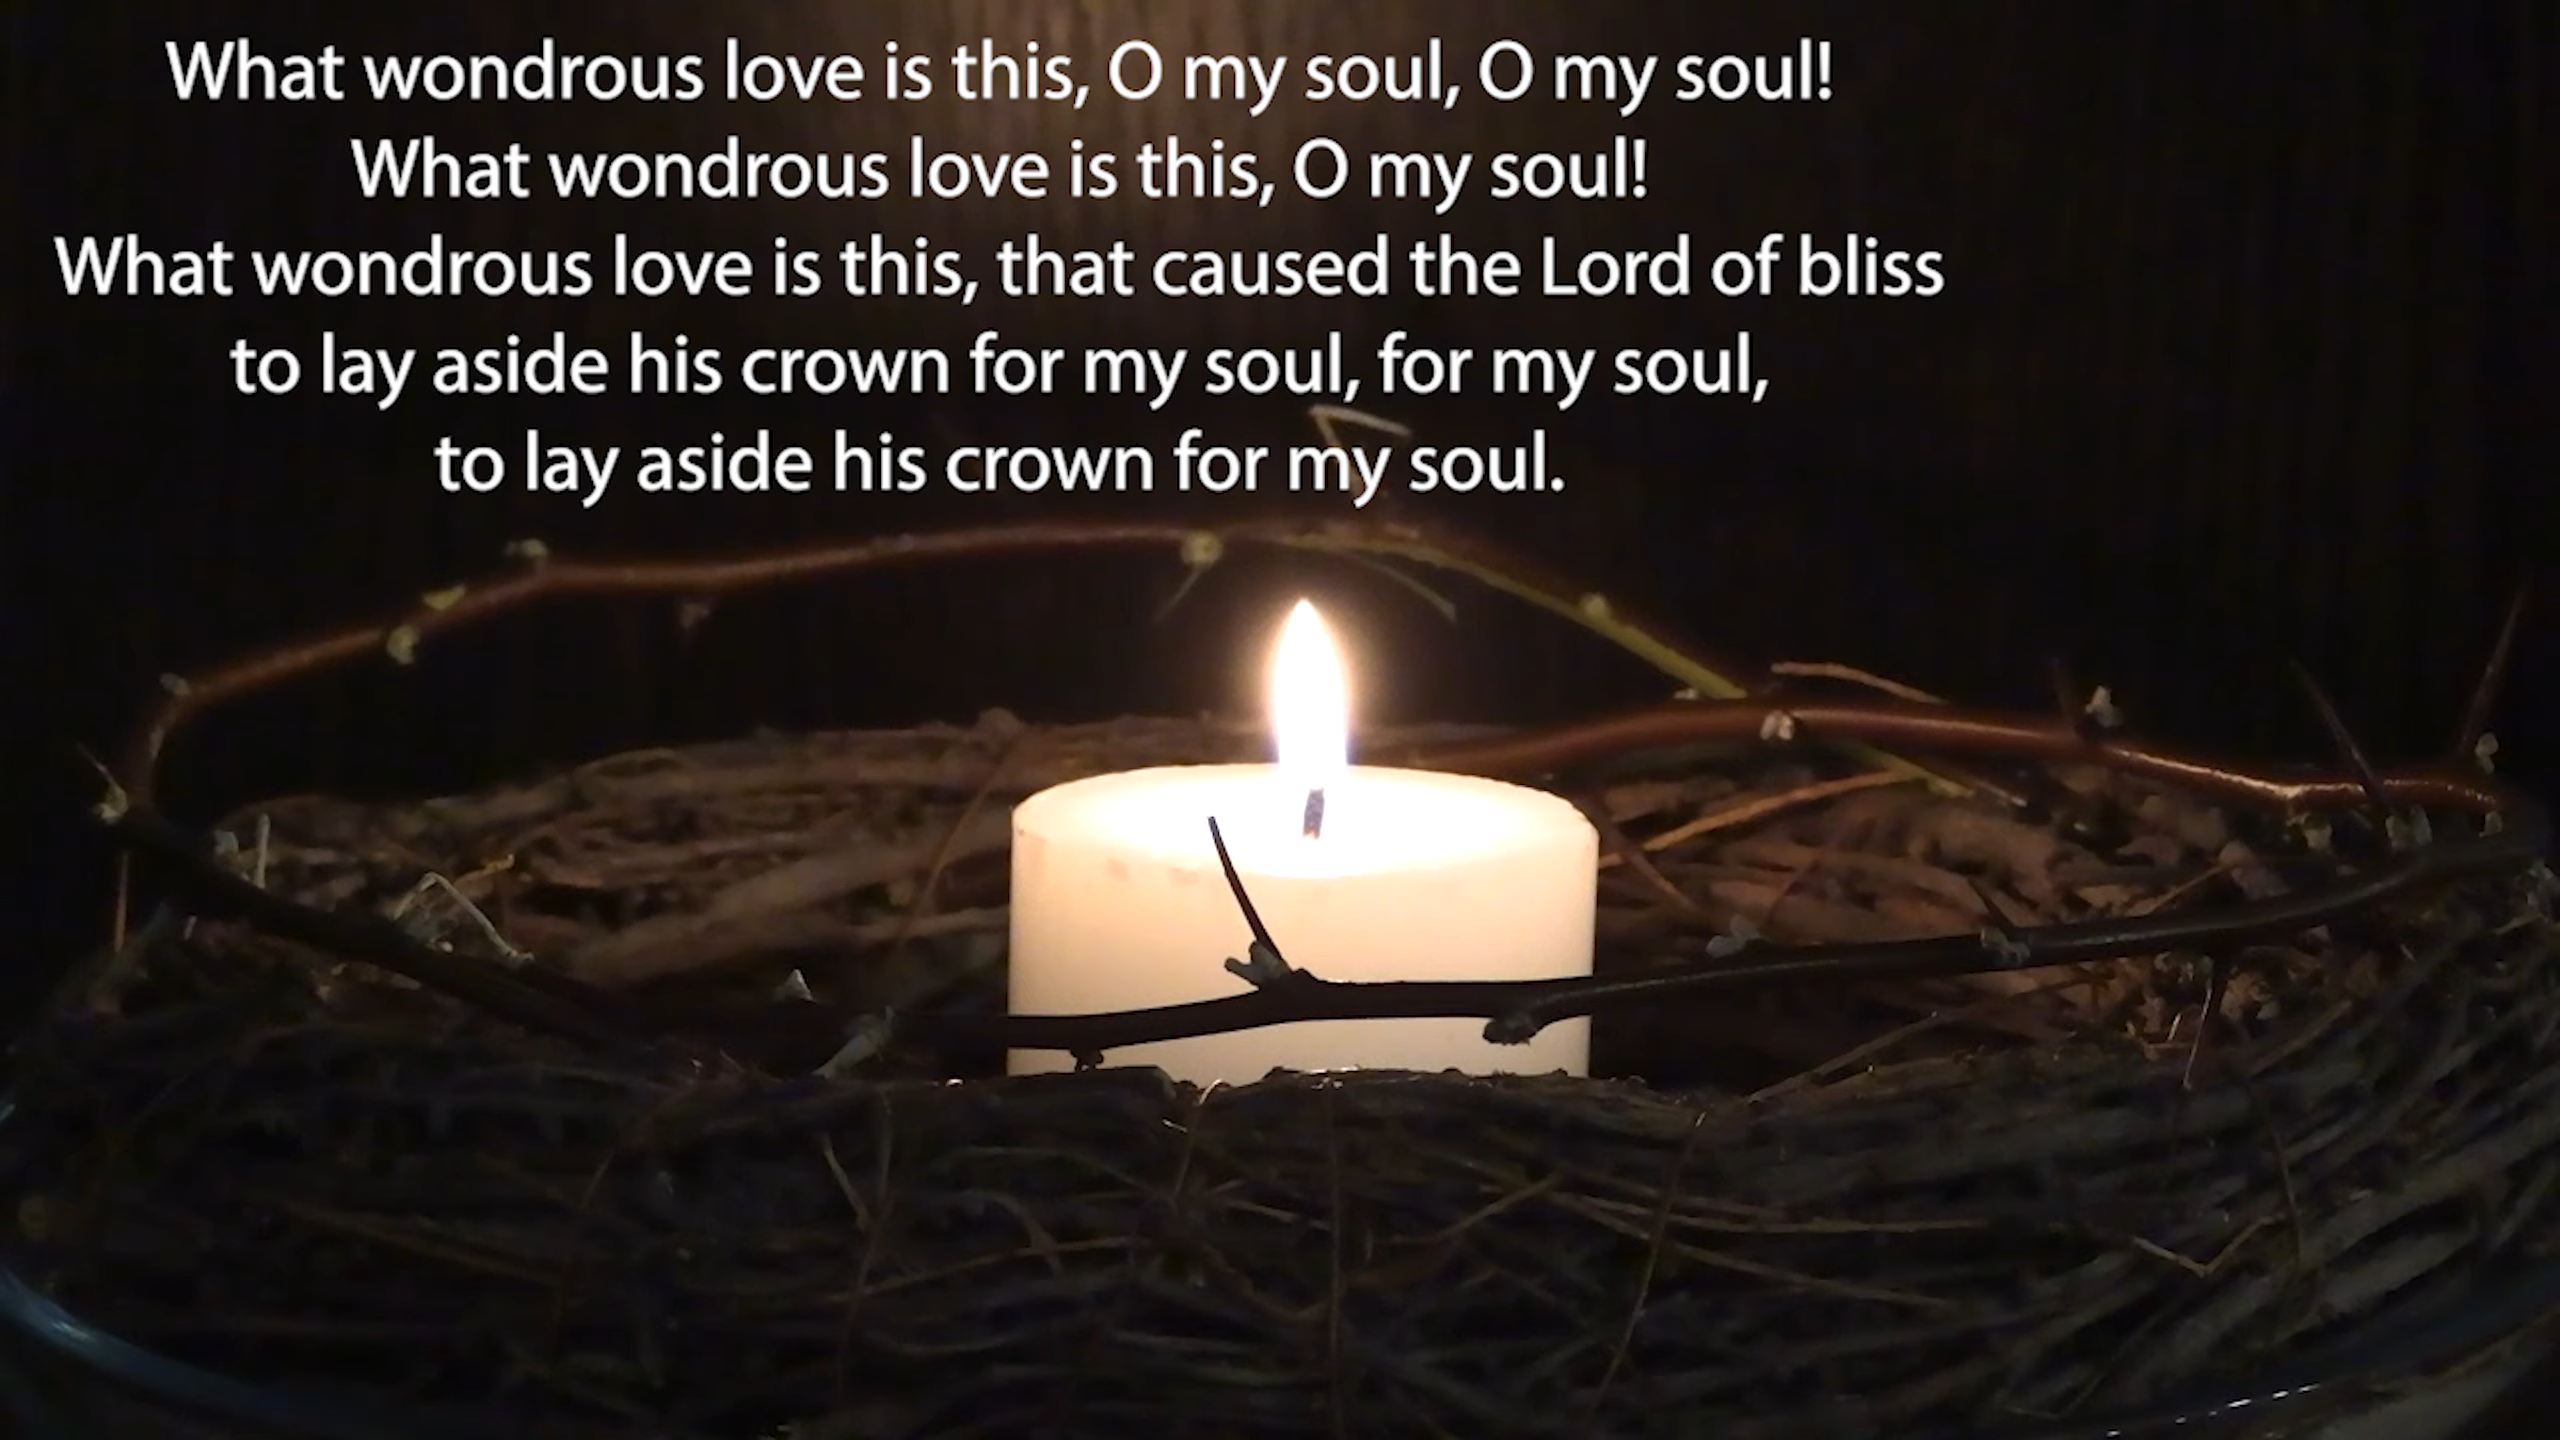 What wondrous love is this, O my soul, O my soul!
What wondrous love is this, O my soul!
What wondrous love is this, that caused the Lord of bliss
to lay aside his crown for my soul, for my soul,
to lay aside his crown for my soul.